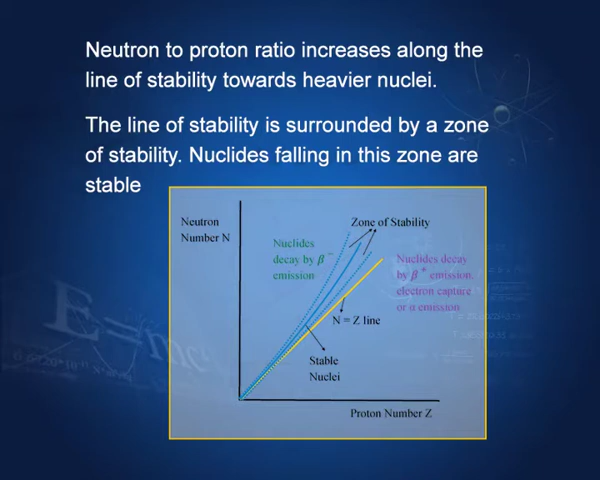 Neutron to proton ratio increases along the
line of stability towards heavier nuclei.
The line of stability is surrounded by a zone
of stability. Nuclides falling in this zone are
stable
Neutron
Number N
Zone of Stability
Nuclides
decay by β⁻
emission
Nuclides decay
by β⁺ emission,
electron capture
or α emission
N = Z line
Stable
Nuclei
Proton Number Z
E=mc